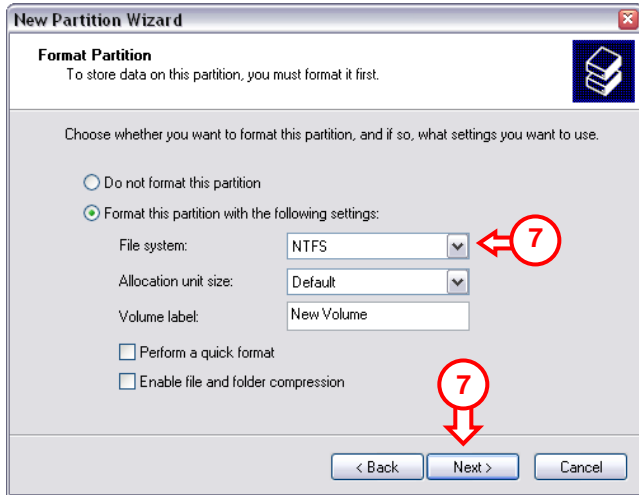 New Partition Wizard
Format Partition
To store data on this partition, you must format it first.
Choose whether you want to format this partition, and if so, what settings you want to use.
Do not format this partition
Format this partition with the following settings:
File system: NTFS 7
Allocation unit size: Default
Volume label: New Volume
Perform a quick format
Enable file and folder compression
7
< Back Next > Cancel